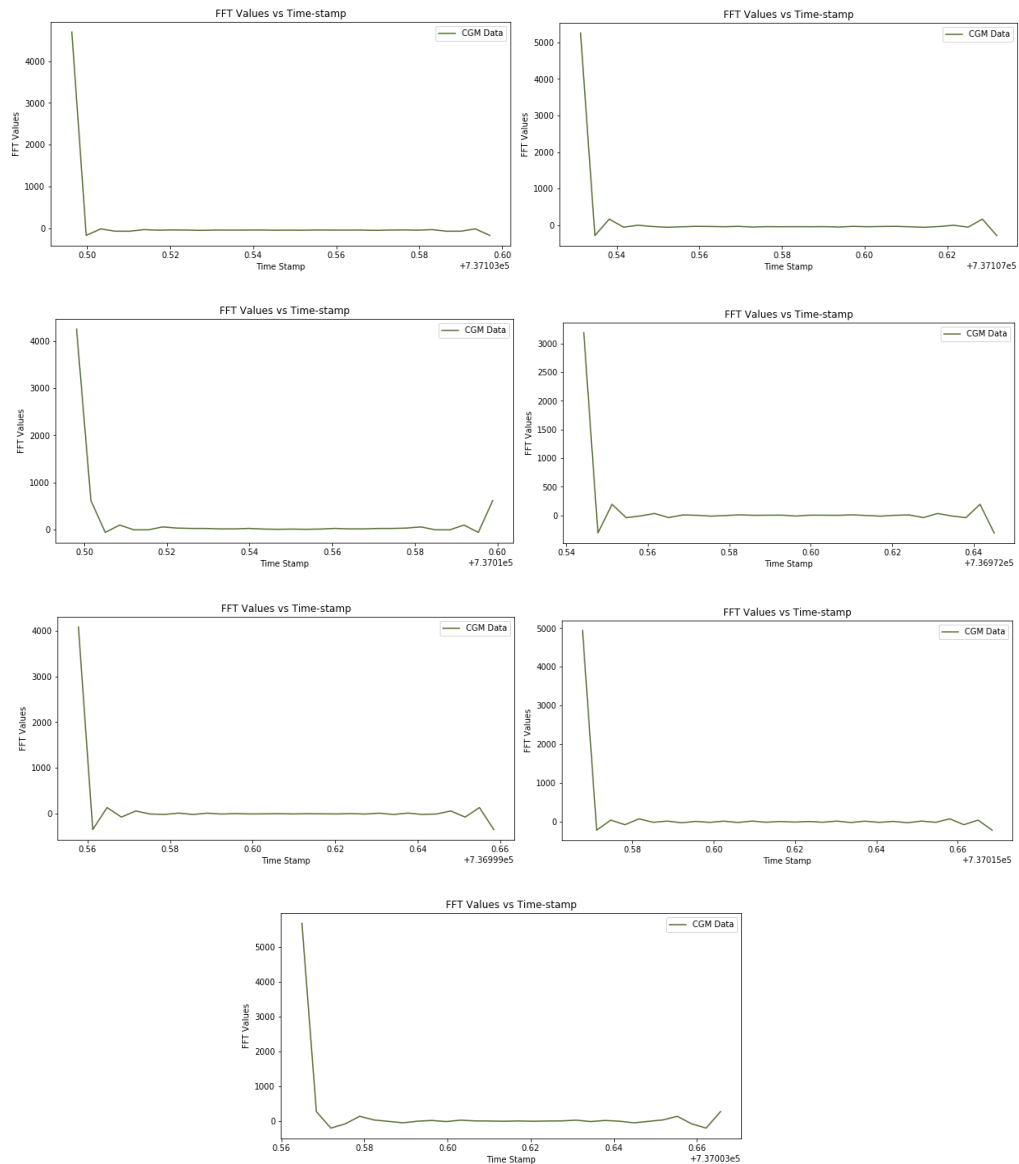 FFT Values vs Time-stamp
CGM Data
FFT Values
4000
3000
2000
1000
0
0.50 0.52 0.54 0.56 0.58 0.60
Time Stamp
+7.37103e5
FFT Values vs Time-stamp
CGM Data
FFT Values
5000
4000
3000
2000
1000
0
0.54 0.56 0.58 0.60 0.62
Time Stamp
+7.37107e5
FFT Values vs Time-stamp
CGM Data
FFT Values
4000
3000
2000
1000
0
0.50 0.52 0.54 0.56 0.58 0.60
Time Stamp
+7.3701e5
FFT Values vs Time-stamp
CGM Data
FFT Values
3000
2500
2000
1500
1000
500
0
0.54 0.56 0.58 0.60 0.62 0.64
Time Stamp
+7.36972e5
FFT Values vs Time-stamp
CGM Data
FFT Values
4000
3000
2000
1000
0
0.56 0.58 0.60 0.62 0.64 0.66
Time Stamp
+7.36999e5
FFT Values vs Time-stamp
CGM Data
FFT Values
5000
4000
3000
2000
1000
0
0.58 0.60 0.62 0.64 0.66
Time Stamp
+7.37015e5
FFT Values vs Time-stamp
CGM Data
FFT Values
5000
4000
3000
2000
1000
0
0.56 0.58 0.60 0.62 0.64 0.66
Time Stamp
+7.37003e5